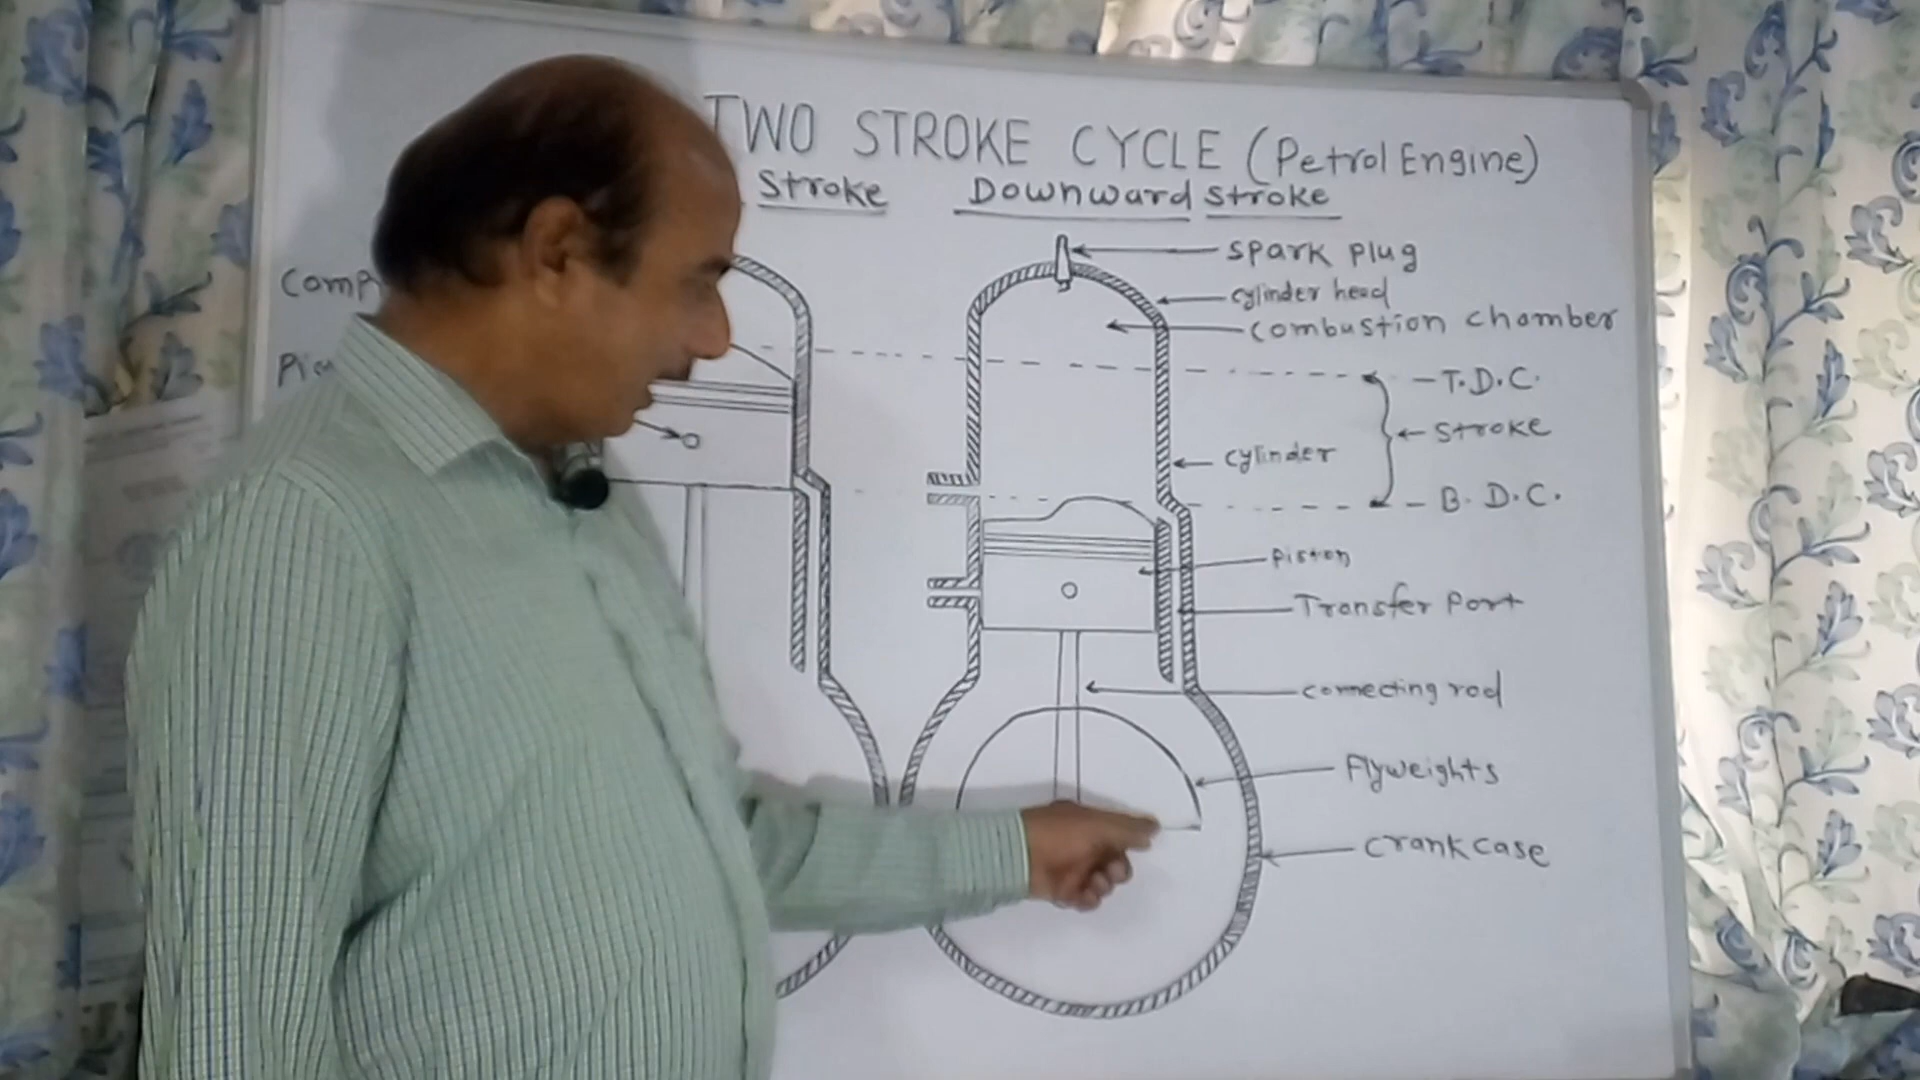 TWO STROKE CYCLE (Petrol Engine)
Stroke
Downward Stroke
Comp
spark plug
cylinder head
combustion chamber
T.D.C.
Stroke
cylinder
B.D.C.
Piston
Transfer Port
connecting rod
Flyweights
crank case